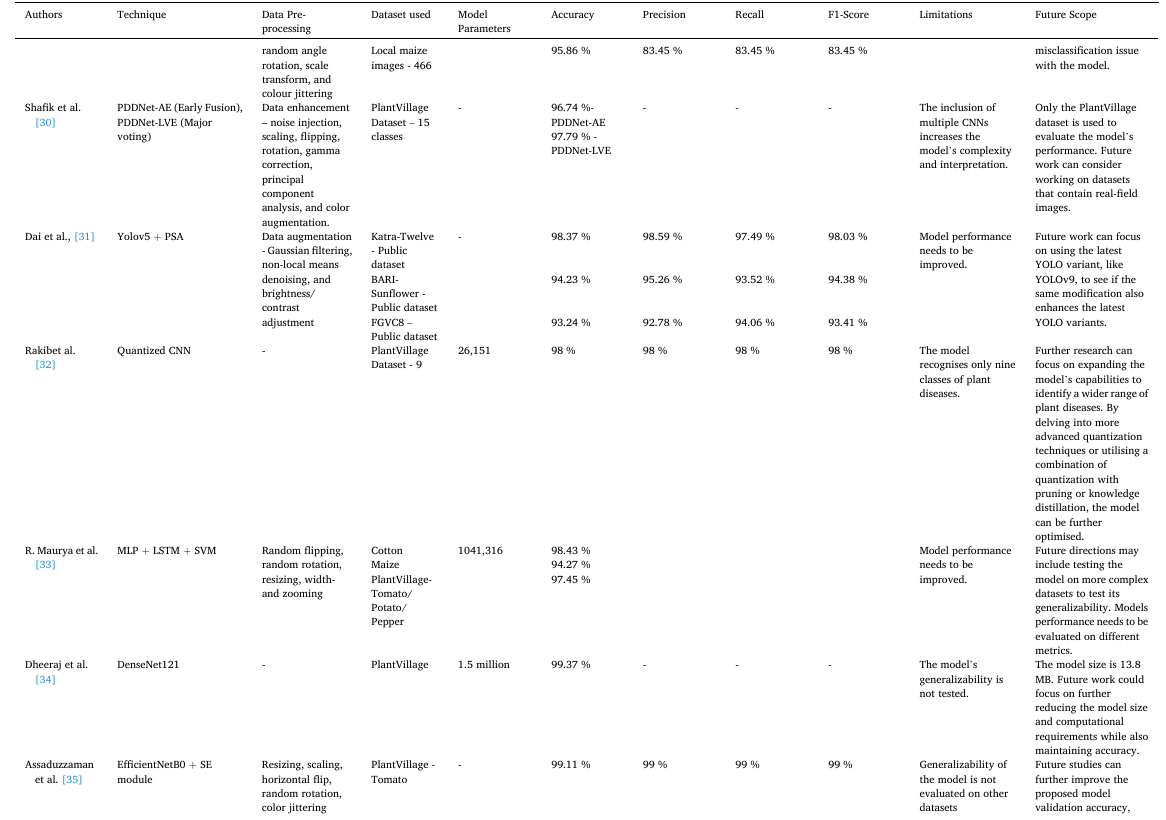 Authors Technique Data Pre-processing Dataset used Model Parameters Accuracy Precision Recall F1-Score Limitations Future Scope
random angle
rotation, scale
transform, and
colour jittering
Local maize
images - 466
95.86 % 83.45 % 83.45 % 83.45 %
misclassification issue
with the model.
Shafik et al.
[30]
PDDNet-AE (Early Fusion),
PDDNet-LVE (Major
voting)
Data enhancement
– noise injection,
scaling, flipping,
rotation, gamma
correction,
principal
component
analysis, and color
augmentation.
PlantVillage
Dataset – 15
classes
-
96.74 %-
PDDNet-AE
97.79 % -
PDDNet-LVE
- - -
The inclusion of
multiple CNNs
increases the
model's complexity
and interpretation.
Only the PlantVillage
dataset is used to
evaluate the model's
performance. Future
work can consider
working on datasets
that contain real-field
images.
Dai et al., [31]
Yolov5 + PSA
Data augmentation
- Gaussian filtering,
non-local means
denoising, and
brightness/
contrast
adjustment
Katra-Twelve
- Public
dataset
BARI-
Sunflower -
Public dataset
FGVC8 –
Public dataset
-
98.37 % 98.59 % 97.49 % 98.03 %
94.23 % 95.26 % 93.52 % 94.38 %
93.24 % 92.78 % 94.06 % 93.41 %
Model performance
needs to be
improved.
Future work can focus
on using the latest
YOLO variant, like
YOLOv9, to see if the
same modification also
enhances the latest
YOLO variants.
Rakibet al.
[32]
Quantized CNN
-
PlantVillage
Dataset - 9
26,151
98 % 98 % 98 % 98 %
The model
recognises only nine
classes of plant
diseases.
Further research can
focus on expanding the
model's capabilities to
identify a wider range of
plant diseases. By
delving into more
advanced quantization
techniques or utilising a
combination of
quantization with
pruning or knowledge
distillation, the model
can be further
optimised.
R. Maurya et al.
[33]
MLP + LSTM + SVM
Random flipping,
random rotation,
resizing, width-
and zooming
Cotton
Maize
PlantVillage-
Tomato/
Potato/
Pepper
1041,316
98.43 %
94.27 %
97.45 %
Model performance
needs to be
improved.
Future directions may
include testing the
model on more complex
datasets to test its
generalizability. Models
performance needs to be
evaluated on different
metrics.
Dheeraj et al.
[34]
DenseNet121
-
PlantVillage
1.5 million
99.37 % - - -
The model's
generalizability is
not tested.
The model size is 13.8
MB. Future work could
focus on further
reducing the model size
and computational
requirements while also
maintaining accuracy.
Assaduzzaman
et al. [35]
EfficientNetB0 + SE
module
Resizing, scaling,
horizontal flip,
random rotation,
color jittering
PlantVillage -
Tomato
-
99.11 % 99 % 99 % 99 %
Generalizability of
the model is not
evaluated on other
datasets
Future studies can
further improve the
proposed model
validation accuracy,